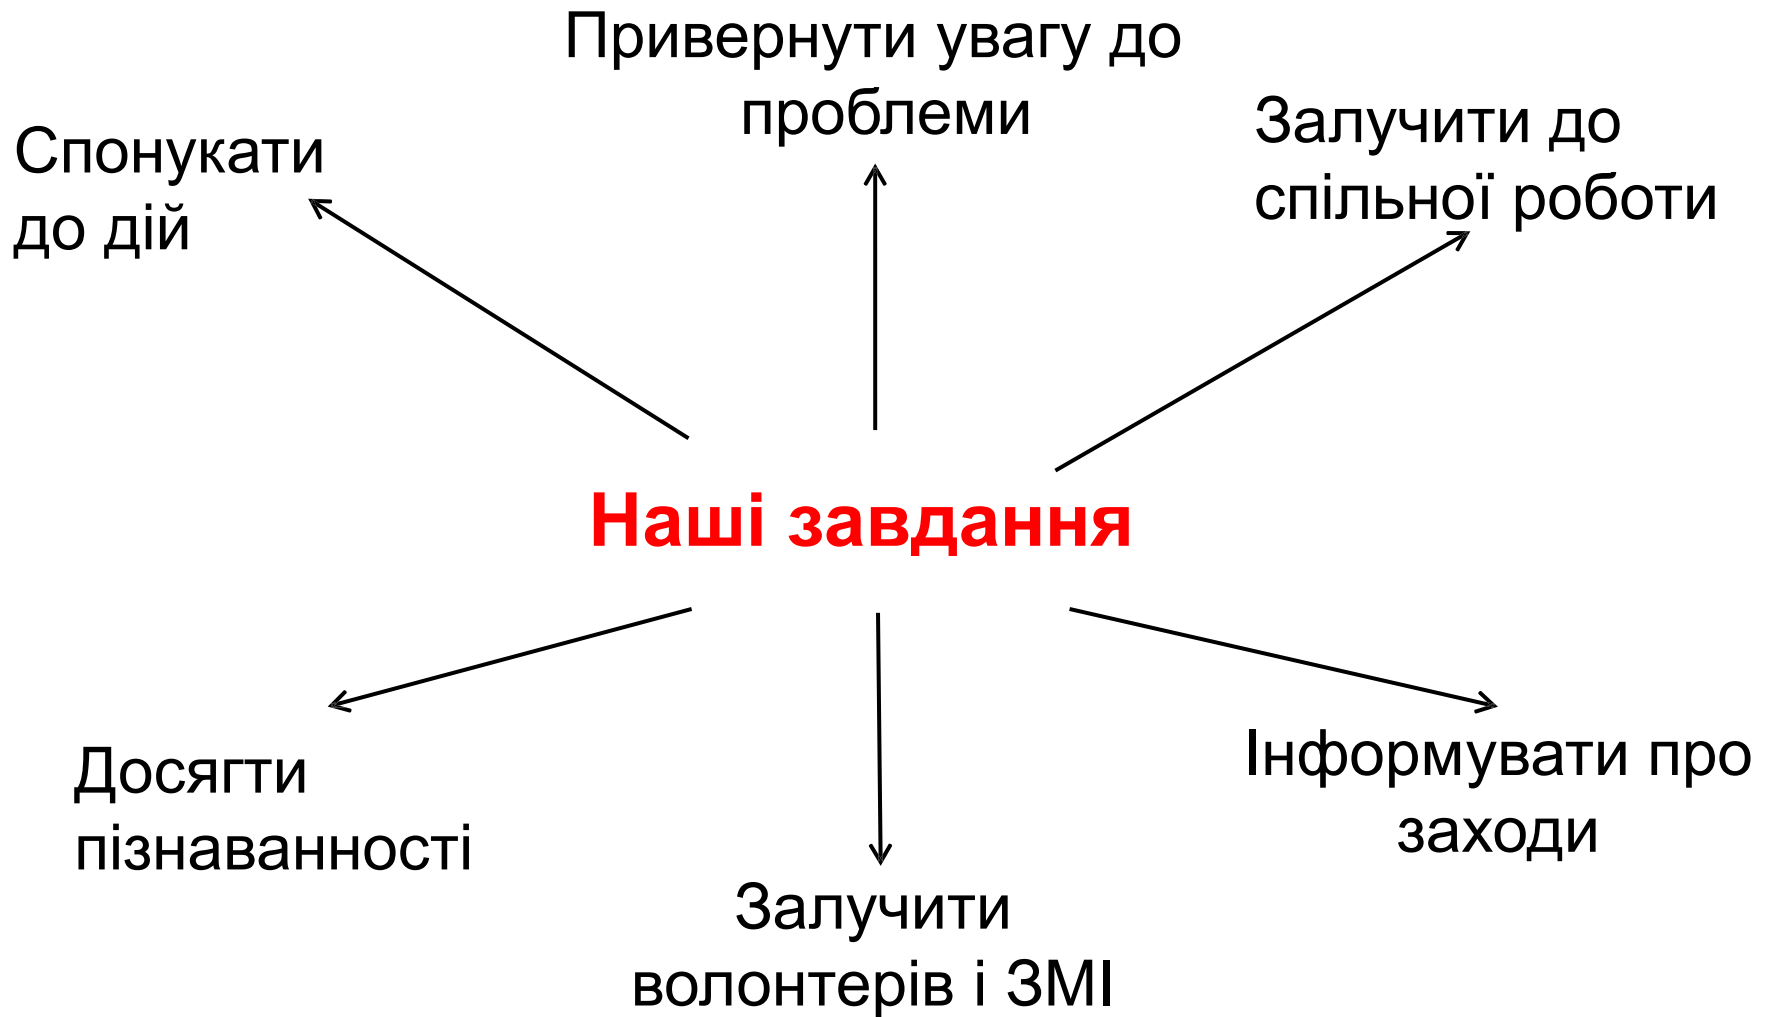 Привернути увагу до
проблеми
Спонукати
до дій
Залучити до
спільної роботи
Наші завдання
Досягти
пізнаванності
Інформувати про
заходи
Залучити
волонтерів і ЗМІ